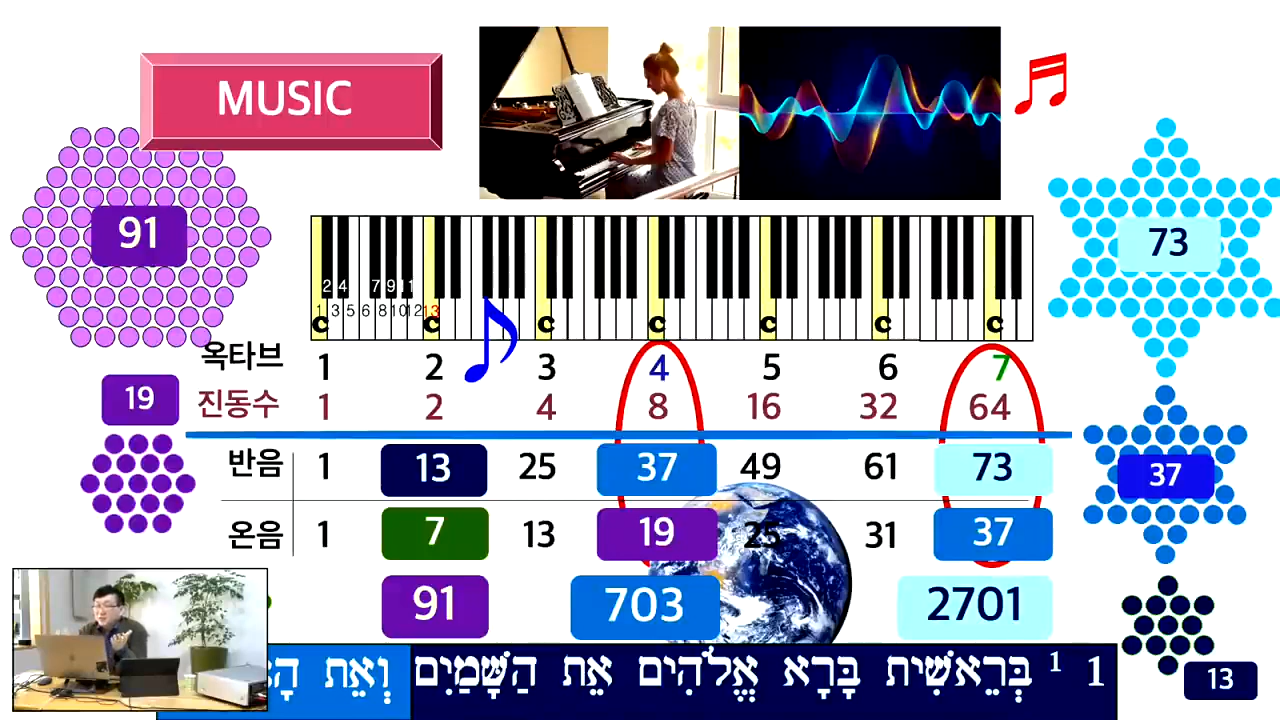 MUSIC
91
73
2 4 7 9 11
1 3 5 6 8 10 12 13
C C C C C C C
옥타브 1 2 3 4 5 6 7
진동수 1 2 4 8 16 32 64
19
반음 1 13 25 37 49 61 73
37
온음 1 7 13 19 25 31 37
91 703 2701
1 1 בְּרֵאשִׁית בָּרָא אֱלֹהִים אֵת הַשָּׁמַיִם וְאֵת
13